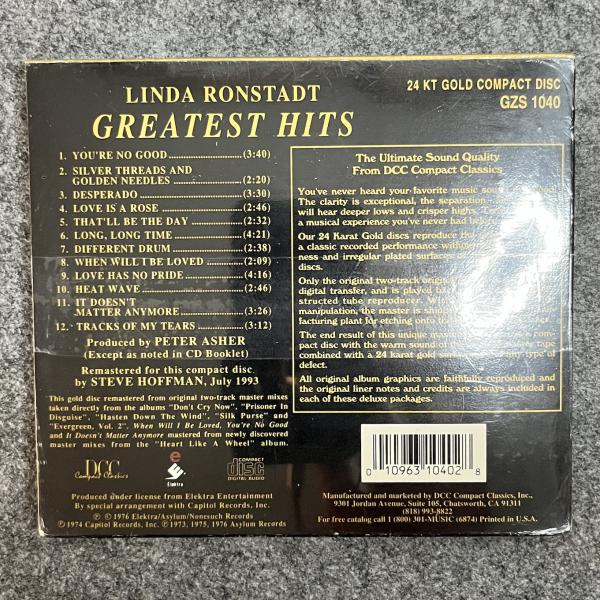 LINDA RONSTADT
GREATEST HITS
24 KT GOLD COMPACT DISC
GZS 1040
1. YOU'RE NO GOOD (3:40)
2. SILVER THREADS AND
GOLDEN NEEDLES (2:20)
3. DESPERADO (3:30)
4. LOVE IS A ROSE (2:46)
5. THAT'LL BE THE DAY (2:32)
6. LONG, LONG TIME (4:21)
7. DIFFERENT DRUM (2:38)
8. WHEN WILL I BE LOVED (2:09)
9. LOVE HAS NO PRIDE (4:16)
10. HEAT WAVE (2:46)
11. IT DOESN'T
MATTER ANYMORE (3:26)
12. TRACKS OF MY TEARS (3:12)
Produced by PETER ASHER
(Except as noted in CD Booklet)
Remastered for this compact disc
by STEVE HOFFMAN, July 1993
This gold disc remastered from original two-track master mixes
taken directly from the albums "Don't Cry Now", "Prisoner In
Disguise", "Hasten Down The Wind", "Silk Purse" and
"Evergreen, Vol. 2". When Will I Be Loved, You're No Good
and It Doesn't Matter Anymore mastered from newly discovered
master mixes from the "Heart Like A Wheel" album.
The Ultimate Sound Quality
From DCC Compact Classics
You've never heard your favorite music
The clarity is exceptional, the separation
will hear deeper lows and crisper highs.
a musical experience you've never had
Our 24 Karat Gold discs reproduce
a classic recorded performance
ness and irregular plated surfaces
discs.
Only the original two-track
digital transfer, and is played
structed tube reproducer.
manipulation, the master is
facturing plant for etching onto
The end result of this unique
pact disc with the warm sound of tape
combined with a 24 karat gold type of
defect.
All original album graphics are faithfully reproduced and
the original liner notes and credits are always included in
each of these deluxe packages.
DCC
Compact Classics
e
Elektra
COMPACT
disc
DIGITAL AUDIO
0 10963 10402 8
Produced under license from Elektra Entertainment
By special arrangement with Capitol Records, Inc.
℗ © 1976 Elektra/Asylum/Nonesuch Records
℗ 1974 Capitol Records, Inc. ℗ 1973, 1975, 1976 Asylum Records
Manufactured and marketed by DCC Compact Classics, Inc.,
9301 Jordan Avenue, Suite 105, Chatsworth, CA 91311
(818) 993-8822
For free catalog call 1 (800) 301-MUSIC (6874) Printed in U.S.A.